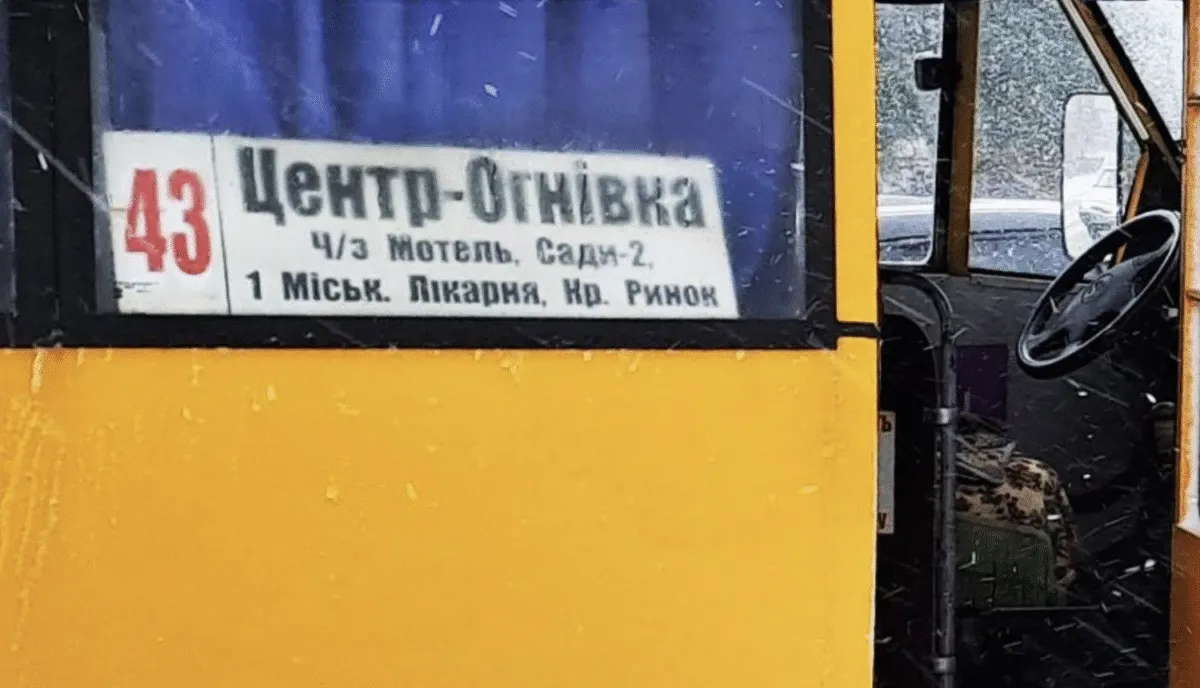 43
Центр-Огнівка
Ч/з Мотель, Сади-2,
1 Міськ. Лікарня, Кр. Ринок